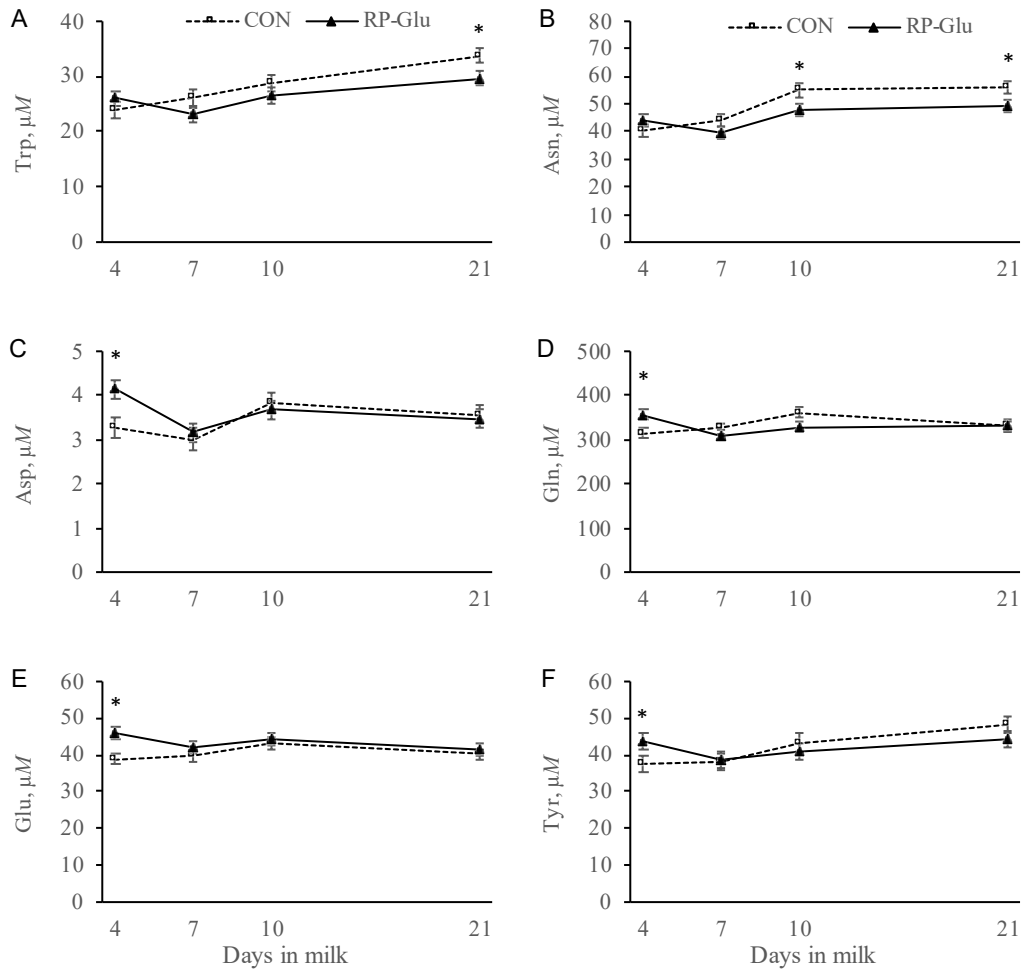 A
CON
RP-Glu
*
40
30
20
10
0
Trp, µM
4 7 10 21
B
CON
RP-Glu
*
*
80
70
60
50
40
30
20
10
0
Asn, µM
4 7 10 21
C
*
5
4
3
2
1
0
Asp, µM
4 7 10 21
D
*
500
400
300
200
100
0
Gln, µM
4 7 10 21
E
*
60
50
40
30
20
10
0
Glu, µM
4 7 10 21
Days in milk
F
*
60
50
40
30
20
10
0
Tyr, µM
4 7 10 21
Days in milk